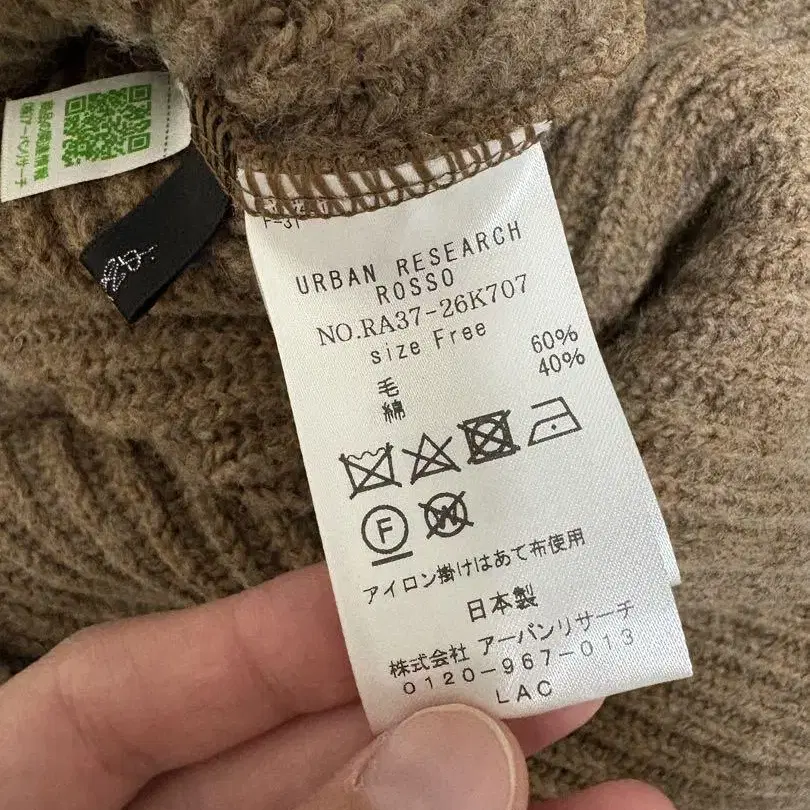 F-31
URBAN RESEARCH
ROSSO
NO.RA37-26K707
size Free
毛 60%
綿 40%
F
W
アイロン掛けはあて布使用
日本製
株式会社 アーバンリサーチ
0120-967-013
LAC